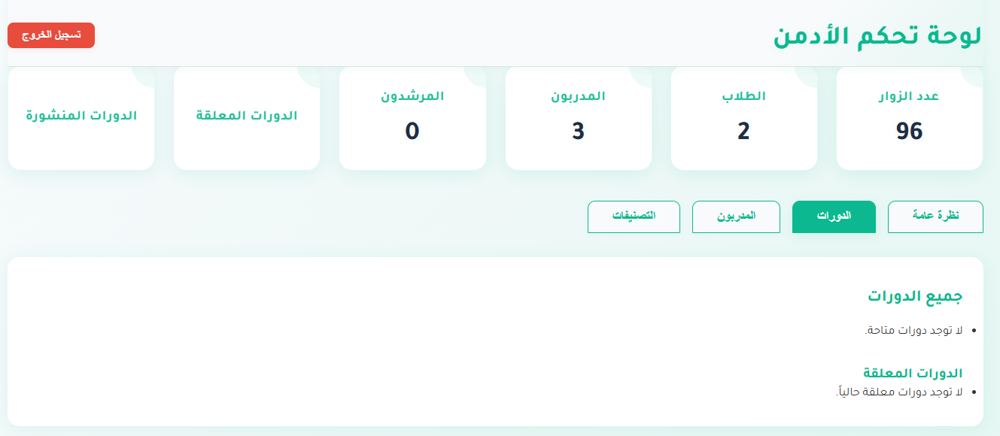 لوحة تحكم الأدمن
تسجيل الخروج
عدد الزوار
96
الطلاب
2
المدربون
3
المرشدون
0
الدورات المعلقة
الدورات المنشورة
نظرة عامة
الدورات
المدربون
التصنيفات
جميع الدورات
لا توجد دورات متاحة.
الدورات المعلقة
لا توجد دورات معلقة حالياً.